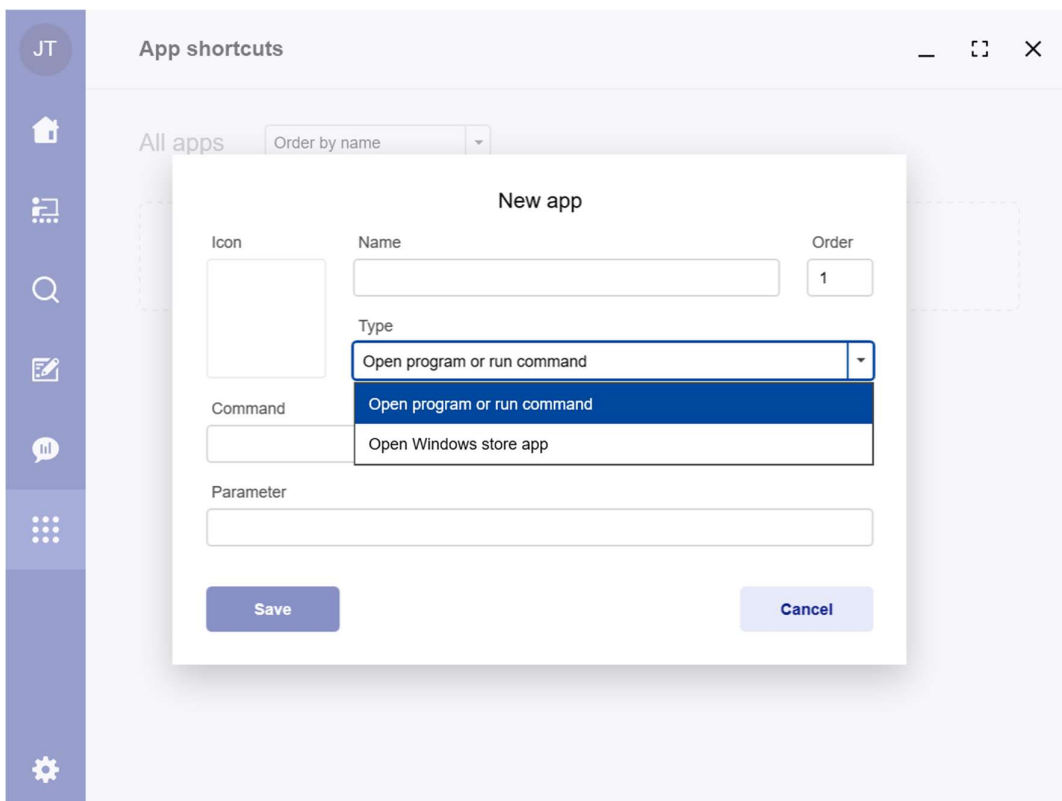 JT
App shortcuts
All apps
Order by name
New app
Icon
Name
Order
1
Type
Open program or run command
Open program or run command
Open Windows store app
Command
Parameter
Save
Cancel